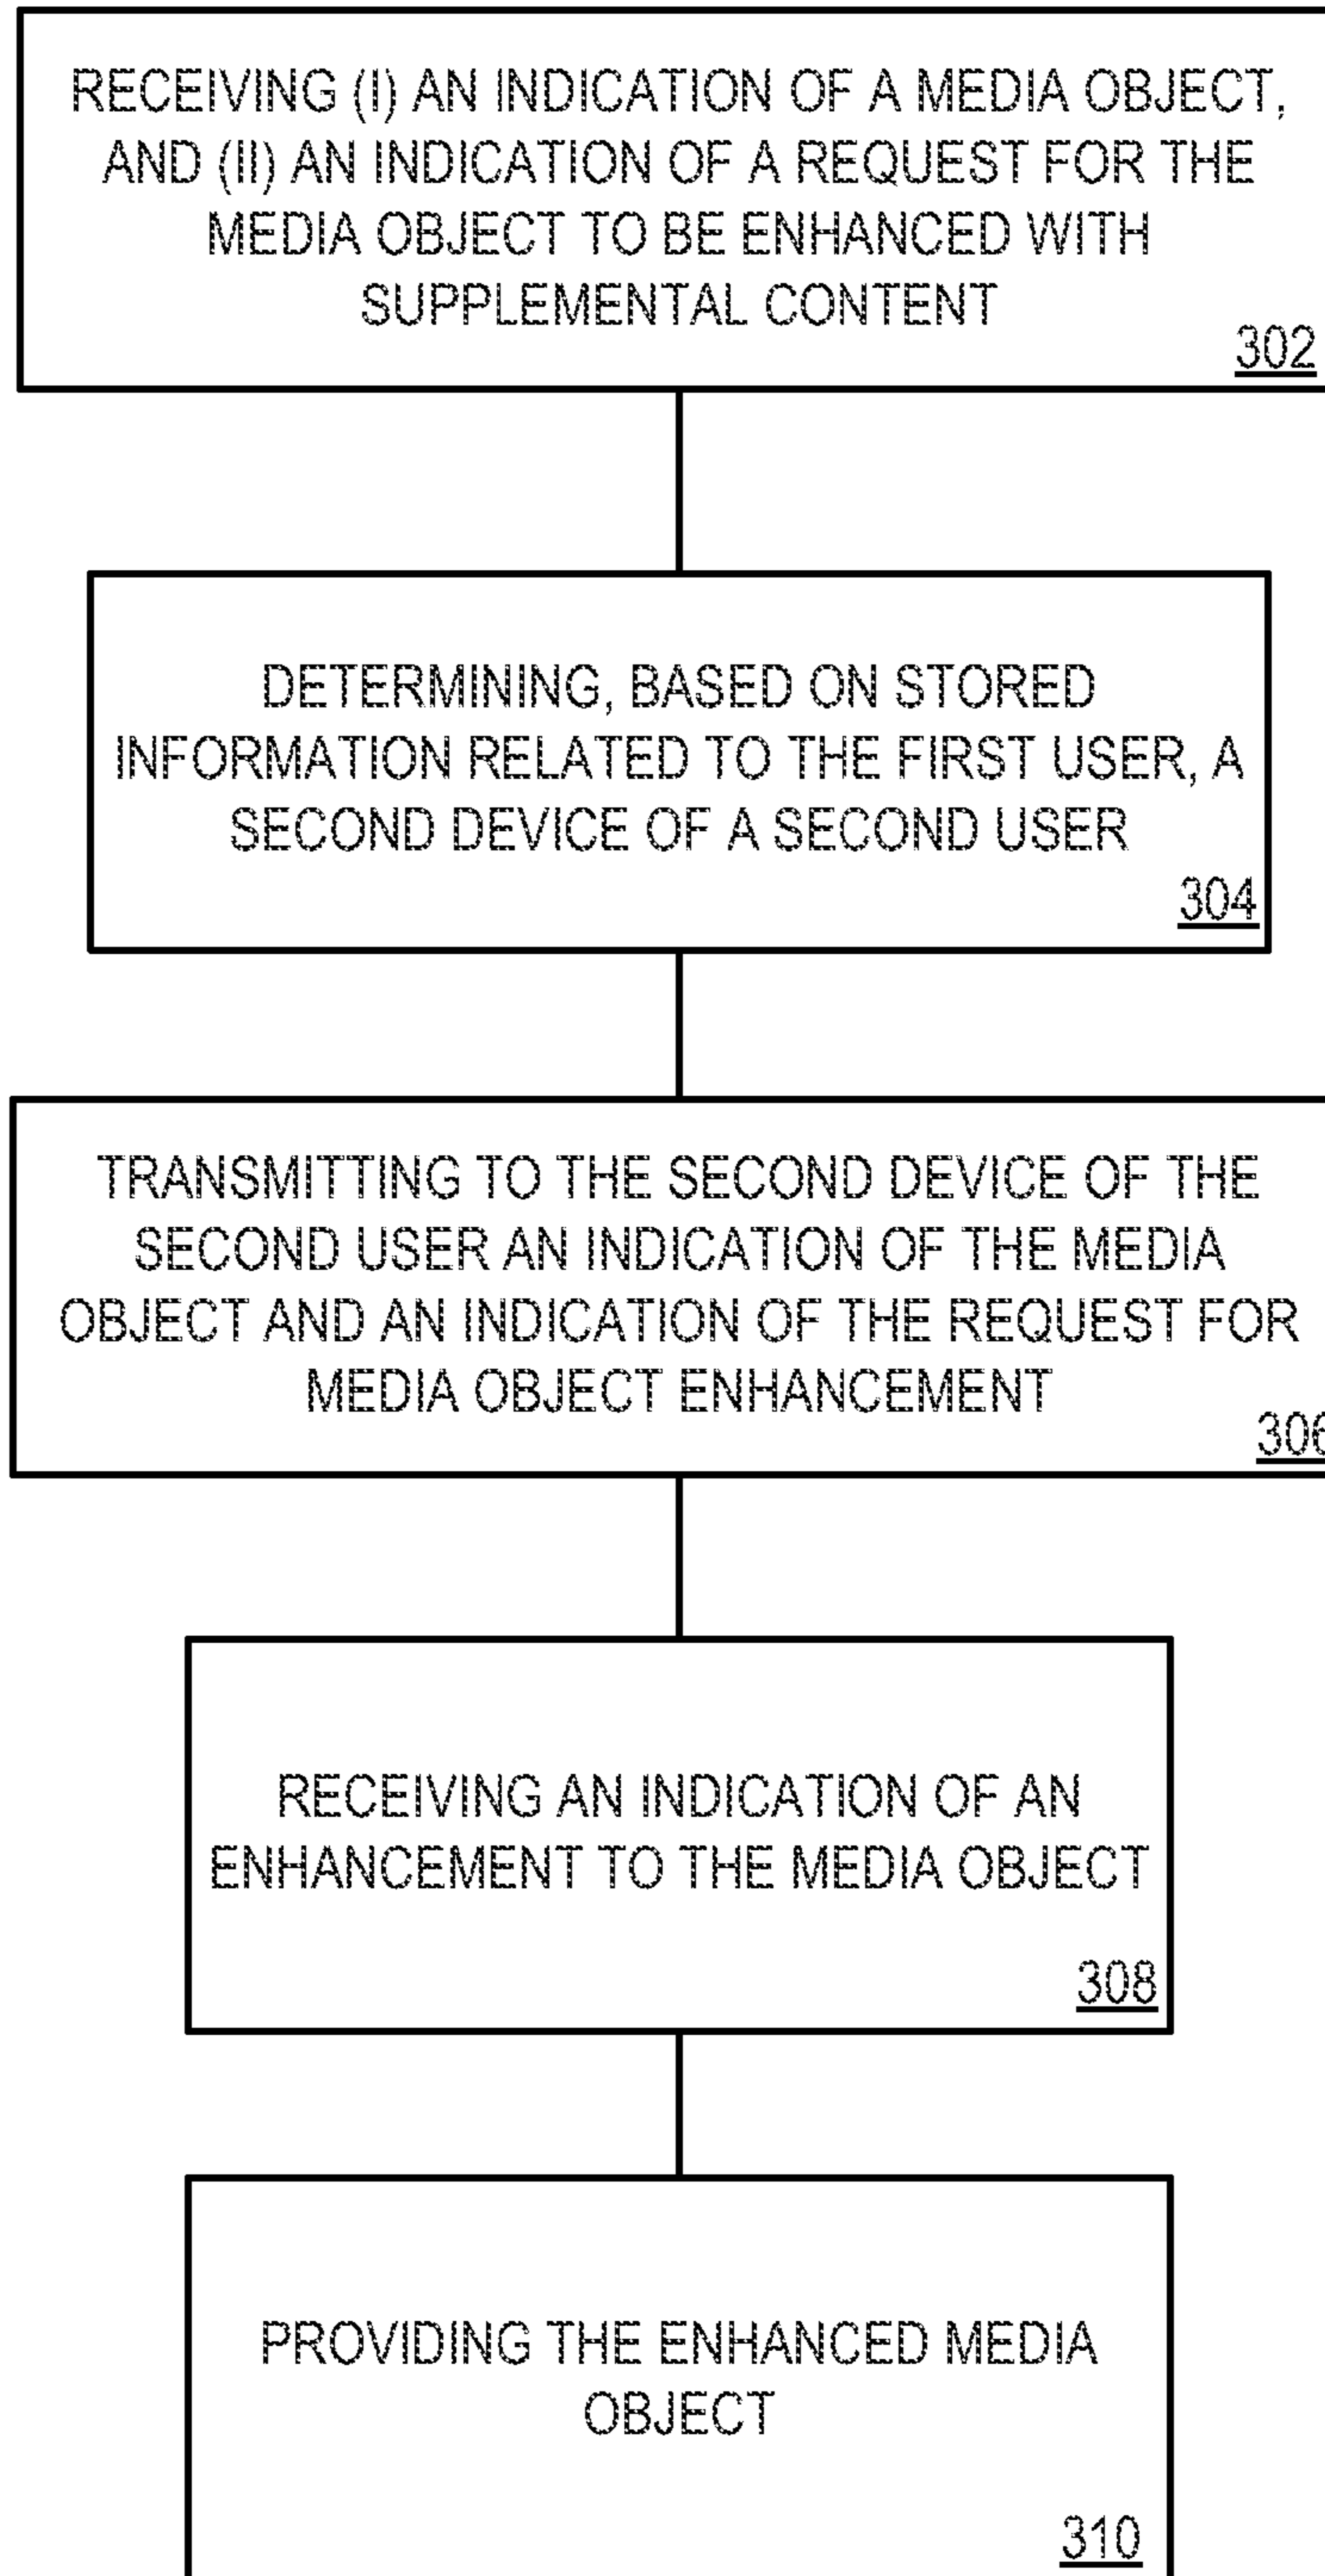 RECEIVING (I) AN INDICATION OF A MEDIA OBJECT,
AND (II) AN INDICATION OF A REQUEST FOR THE
MEDIA OBJECT TO BE ENHANCED WITH
SUPPLEMENTAL CONTENT
302
DETERMINING, BASED ON STORED
INFORMATION RELATED TO THE FIRST USER, A
SECOND DEVICE OF A SECOND USER
304
TRANSMITTING TO THE SECOND DEVICE OF THE
SECOND USER AN INDICATION OF THE MEDIA
OBJECT AND AN INDICATION OF THE REQUEST FOR
MEDIA OBJECT ENHANCEMENT
306
RECEIVING AN INDICATION OF AN
ENHANCEMENT TO THE MEDIA OBJECT
308
PROVIDING THE ENHANCED MEDIA
OBJECT
310